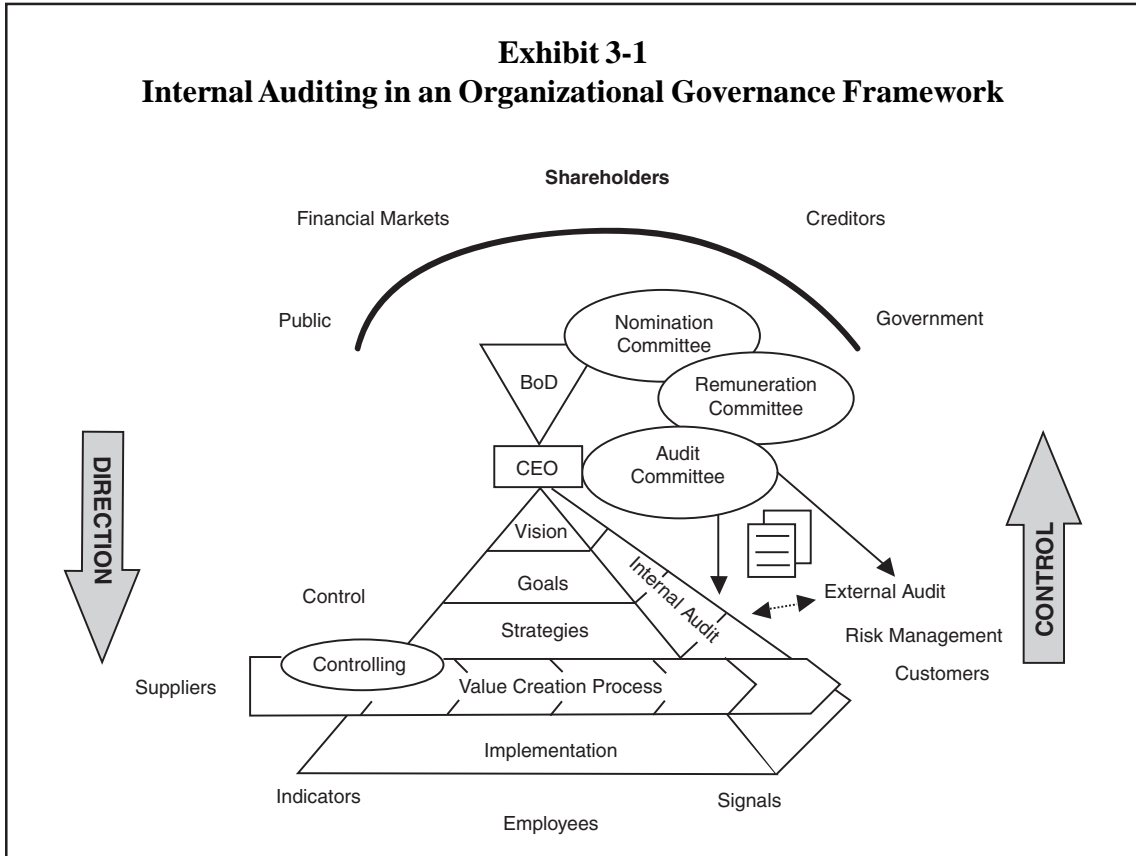 Exhibit 3-1
Internal Auditing in an Organizational Governance Framework
Shareholders
Financial Markets
Creditors
Public
Government
Nomination
Committee
BoD
Remuneration
Committee
DIRECTION
CEO
Audit
Committee
CONTROL
Vision
Internal Audit
Goals
External Audit
Control
Strategies
Risk Management
Controlling
Customers
Suppliers
Value Creation Process
Implementation
Indicators
Signals
Employees